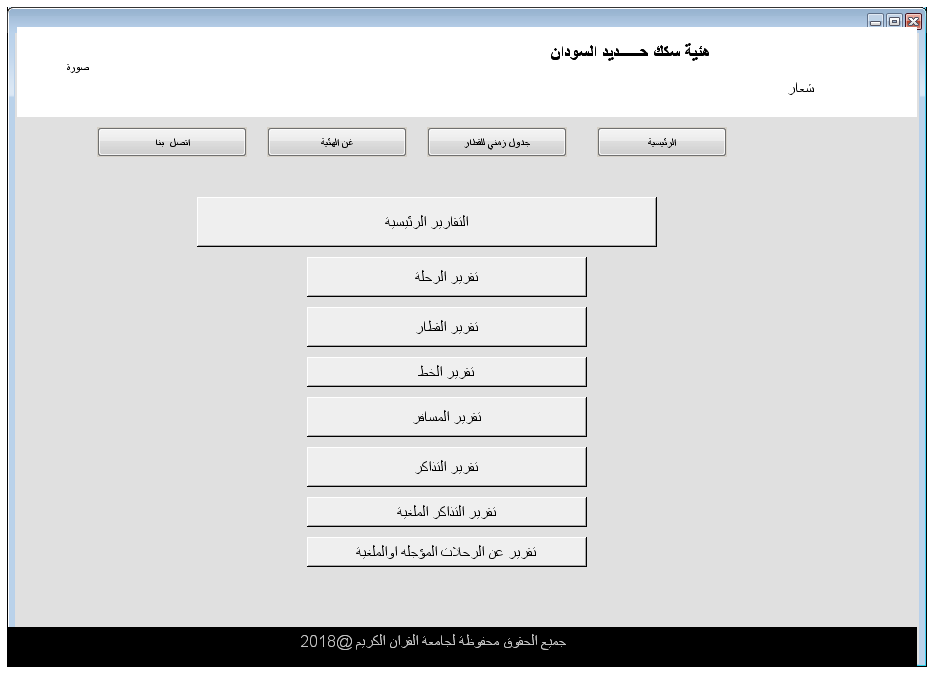 هئية سكك حـــديد السودان
صورة
شعار
الرئيسية
جدول زمني للقطار
عن الهئية
اتصل بنا
التقارير الرئيسية
تقرير الرحلة
تقرير القطار
تقرير الخط
تقرير المسافر
تقرير التذاكر
تقرير التذاكر الملغية
تقرير عن الرحلات المؤجله اوالملغية
جميع الحقوق محفوظة لجامعة القران الكريم @2018